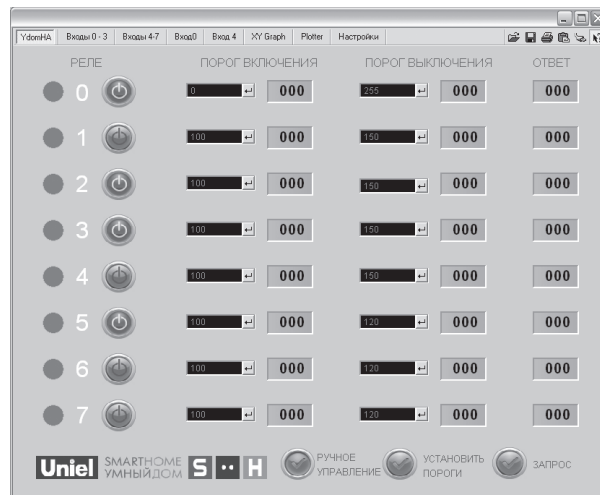 YdomHA Входы 0 - 3 Входы 4-7 Вход0 Вход 4 XY Graph Plotter Настройки
РЕЛЕ ПОРОГ ВКЛЮЧЕНИЯ ПОРОГ ВЫКЛЮЧЕНИЯ ОТВЕТ
0 0 000 255 000 000
1 100 000 150 000 000
2 100 000 150 000 000
3 100 000 150 000 000
4 100 000 150 000 000
5 100 000 120 000 000
6 100 000 120 000 000
7 100 000 120 000 000
Uniel SMARTHOME УМНЫЙДОМ S H РУЧНОЕ УПРАВЛЕНИЕ УСТАНОВИТЬ ПОРОГИ ЗАПРОС